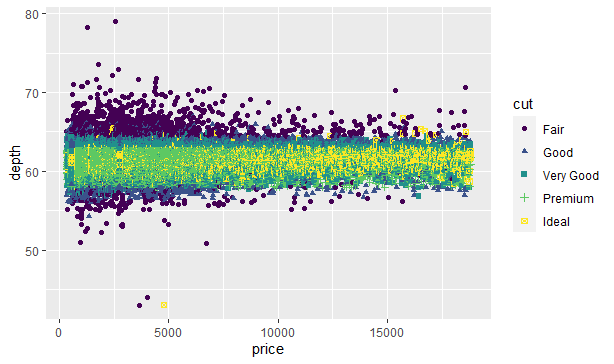 80
70
60
50
depth
0
5000
10000
15000
price
cut
Fair
Good
Very Good
Premium
Ideal